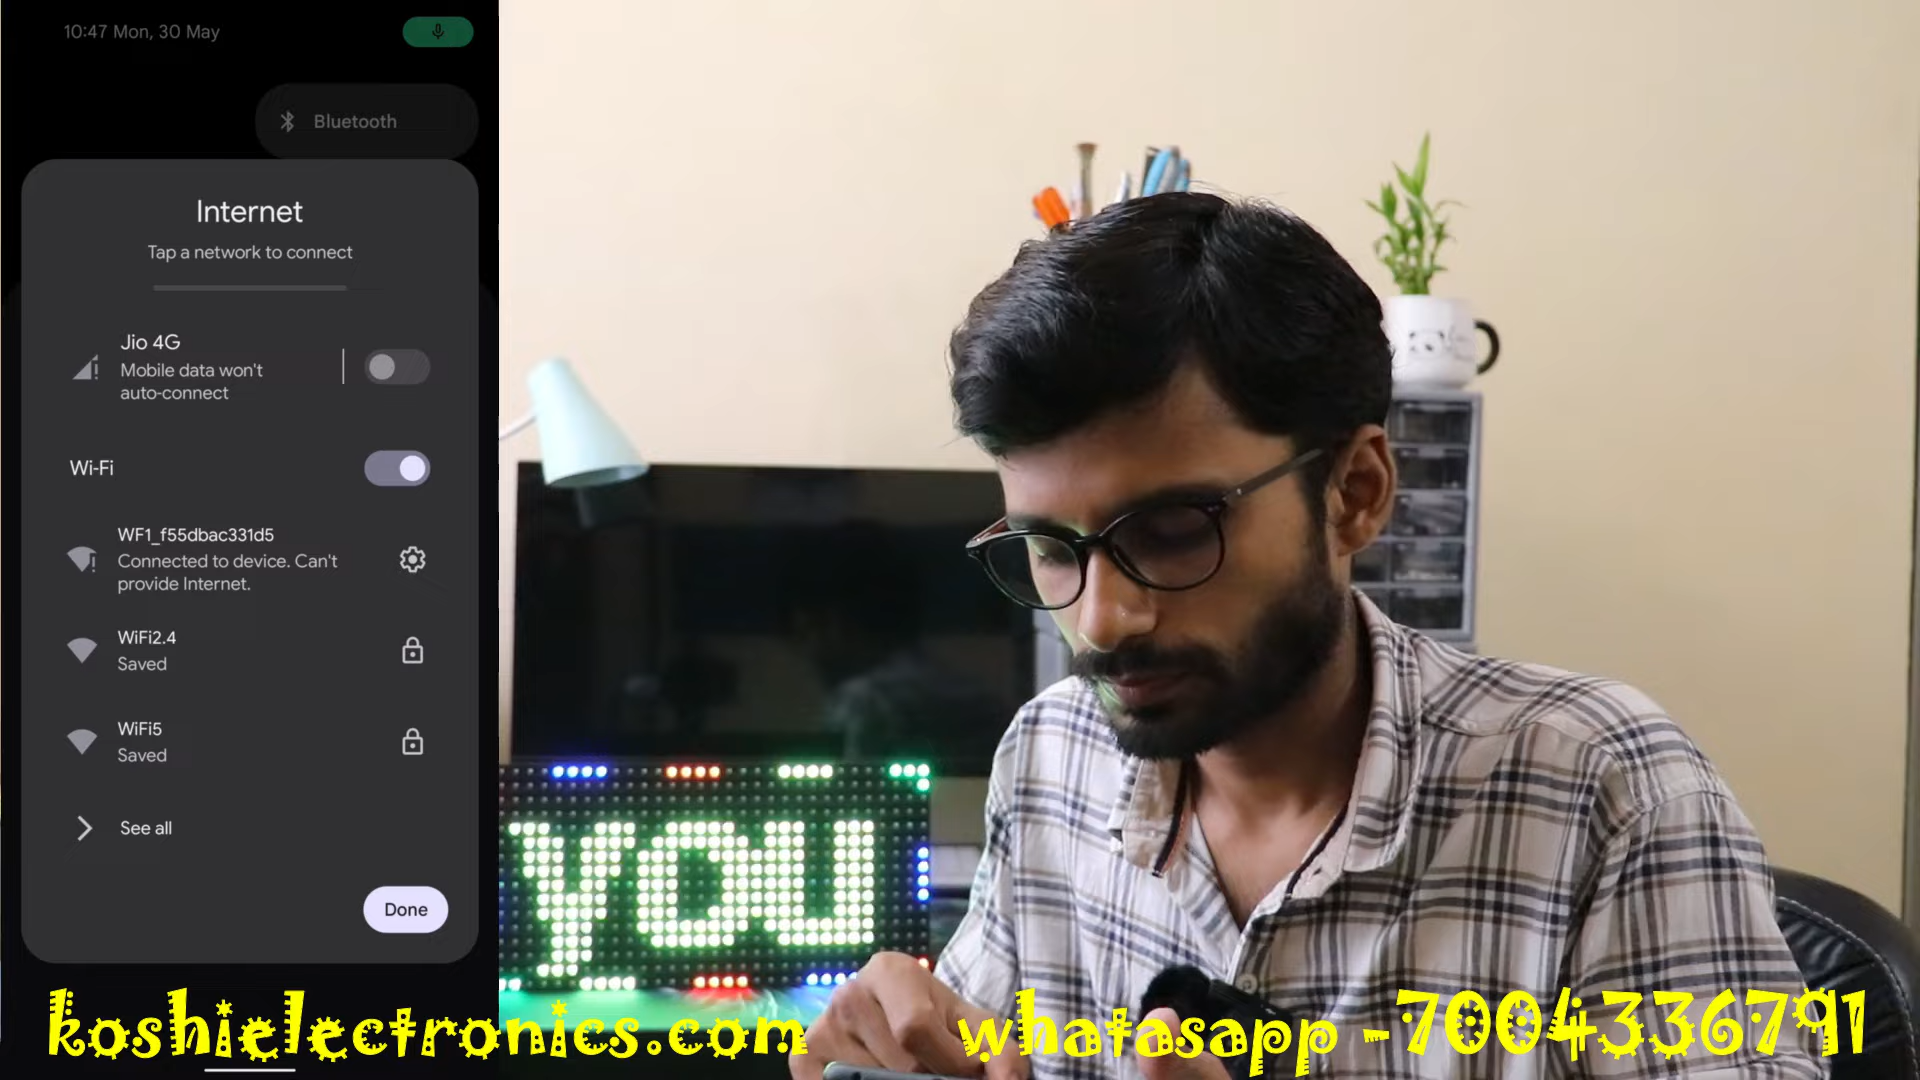 10:47 Mon, 30 May
Bluetooth
Internet
Tap a network to connect
Jio 4G
Mobile data won't
auto-connect
Wi-Fi
WF1_f55dbac331d5
Connected to device. Can't
provide Internet.
WiFi2.4
Saved
WiFi5
Saved
See all
Done
YOU
koshielectronics.com
whatasapp -7004336791